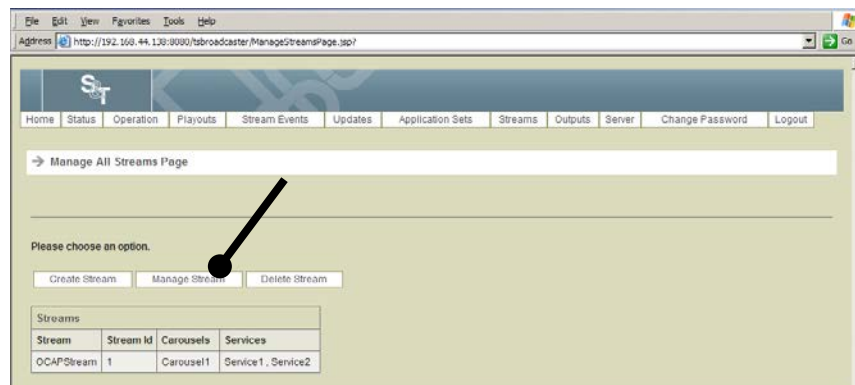 File Edit View Favorites Tools Help
Address http://192.168.44.138:8080/tsbroadcaster/ManageStreamsPage.jsp? Go
S&T
Home Status Operation Playouts Stream Events Updates Application Sets Streams Outputs Server Change Password Logout
Manage All Streams Page
Please choose an option.
Create Stream Manage Stream Delete Stream
Streams
Stream Stream Id Carousels Services
OCAPStream 1 Carousel1 Service1 , Service2